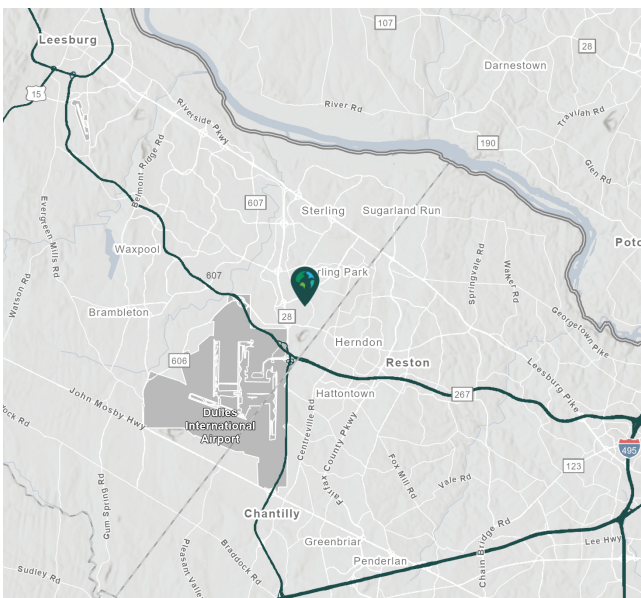 107
Leesburg
28
Darnestown
15
River Rd
Riverside Pkwy
Travilah Rd
190
Glen Rd
Belmont Ridge Rd
607
Sterling
Sugarland Run
Evergreen Mills Rd
Waxpool
Springvale Rd
Walker Rd
Watson Rd
607
rling Park
Brambleton
28
Georgetown Pike
Herndon
606
Reston
Leesburg Pike
Hattontown
267
John Mosby Hwy
Dulles
International
Airport
Centreville Rd
Fairfax County Pkwy
495
Fox Mill Rd
123
Vale Rd
Gum Spring Rd
Chantilly
Chain Bridge Rd
Greenbriar
Lee Hwy
Penderlan
Braddock Rd
Pleasant Valle
Sudley Rd